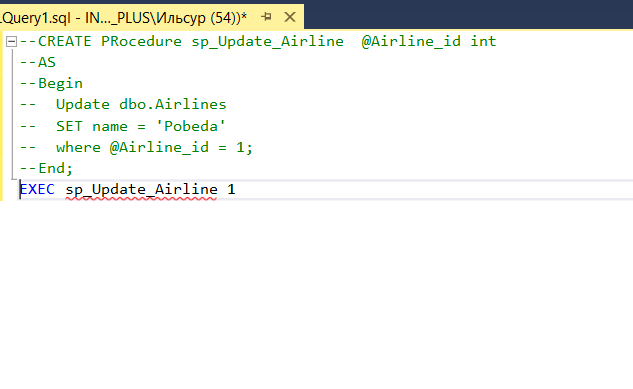 .Query1.sql - IN..._PLUS\Ильсур (54))*
--CREATE PRocedure sp_Update_Airline  @Airline_id int
--AS
--Begin
--  Update dbo.Airlines
--  SET name = 'Pobeda'
--  where @Airline_id = 1;
--End;
EXEC sp_Update_Airline 1